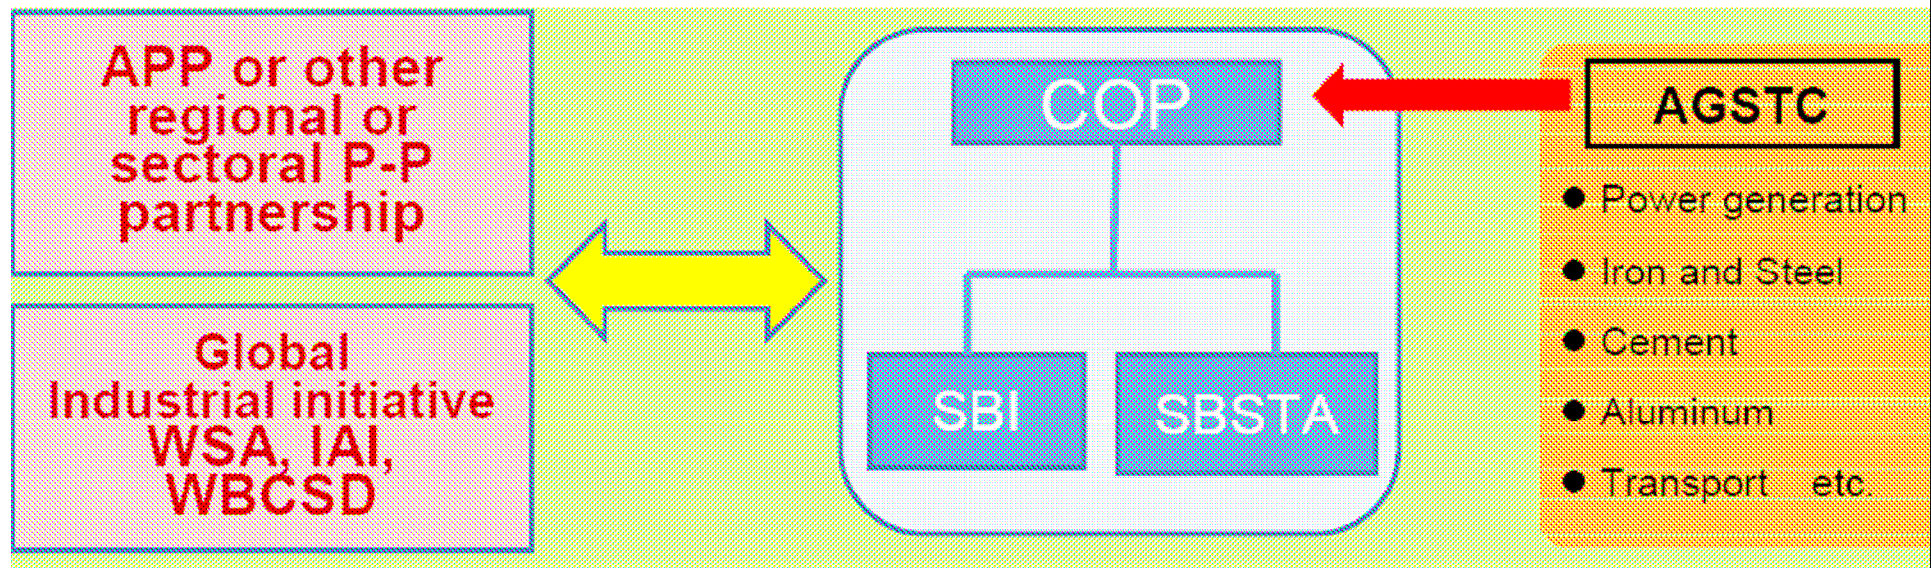 APP or other
regional or
sectoral P-P
partnership
Global
Industrial initiative
WSA, IAI,
WBCSD
COP
SBI
SBSTA
AGSTC
● Power generation
● Iron and Steel
● Cement
● Aluminum
● Transport etc.